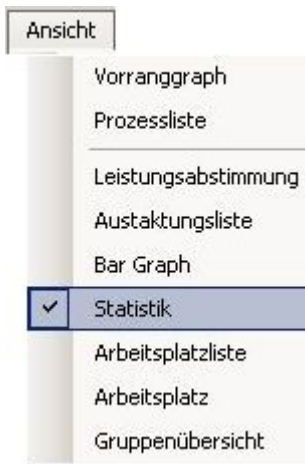 Ansicht
Vorranggraph
Prozessliste
Leistungsabstimmung
Austaktungsliste
Bar Graph
Statistik
Arbeitsplatzliste
Arbeitsplatz
Gruppenübersicht